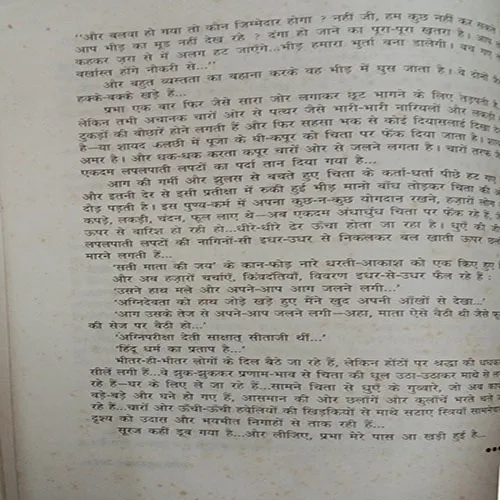 "और बलवा हो गया तो कौन जिम्मेदार होगा ? नहीं जी, हम कुछ नहीं कर सकते
आप भीड़ का मूड नहीं देख रहे ? दंगा हो जाने का पूरा-पूरा खतरा है। आप
कहकर ज़रा से में अलग हट जाएँगे...भीड़ हमारा भुर्ता बना डालेगी। बच गए
बर्खास्त होंगे नौकरी से..."
और बहुत व्यस्तता का बहाना करके वह भीड़ में घुस जाता है। वे दोनों
हक्के-बक्के खड़े हैं...
प्रभा एक बार फिर जैसे सारा जोर लगाकर छूट भागने के लिए तड़पती
लेकिन तभी अचानक चारों ओर से पत्थर जैसे भारी-भारी नारियलों और लकड़ी
टुकड़ों की बौछारें होने लगती हैं और फिर सहसा भक से कोई दियासलाई दिखा
है—या शायद कलछी में पूजा के घी-कपूर को चिता पर फेंक दिया जाता है।
अमर है। और धक-धक करता कपूर चारों ओर से जलने लगता है। चारों तरफ
एकदम लपलपाती लपटों का पर्दा तान दिया गया है...
आग की गर्मी और झुलस से बचते हुए चिता के कर्ता-धर्ता पीछे हट गए
और इतनी देर से इसी प्रतीक्षा में रुकी हुई भीड़ मानो बाँध तोड़कर चिता की
दौड़ पड़ती है। इस पुण्य-कर्म में अपना कुछ-न-कुछ योगदान रखने, हज़ारों लोग
कपड़े, लकड़ी, चंदन, फूल लाए थे—अब एकदम अंधाधुंध चिता पर फेंक रहे हैं,
ऊपर से बारिश हो रही हो...धीरे-धीरे ढेर ऊँचा होता जा रहा है। धुएँ की
लपलपाती लपटों की नागिनों-सी इधर-उधर से निकलकर बल खाती ऊपर
मारने लगती हैं...
'सती माता की जय' के कान-फोड़ नारे धरती-आकाश को एक किए हुए
और अब हज़ारों चर्चाएँ, किंवदंतियाँ, विवरण इधर-से-उधर फैल रहे हैं :
'उसने हाथ मले और अपने-आप आग जलने लगी...'
'अग्निदेवता को हाथ जोड़े खड़े हुए मैंने खुद अपनी आँखों से देखा...'
'आग उसके तेज से अपने-आप जलने लगी—अहा, माता ऐसे बैठी थी जैसे
की सेज पर बैठी हो...'
'अग्निपरीक्षा देती साक्षात् सीताजी थीं...'
'हिंदू धर्म का प्रताप है...'
भीतर-ही-भीतर लोगों के दिल बैठे जा रहे हैं, लेकिन होंठों पर श्रद्धा की
सीलें लगी हैं...वे झुक-झुककर प्रणाम-भाव से चिता की धूल उठा-उठाकर माथे से
रहे हैं—घर के लिए ले जा रहे हैं...सामने चिता से धुएँ के गुब्बारे, जो अब
बड़े-बड़े और घने हो गए हैं, आसमान की ओर छलाँगें और कुलाँचें भरते चले
रहे हैं...चारों ओर ऊँची-ऊँची हवेलियों की खिड़कियों से माथे सटाए स्त्रियाँ सामनेवाले
दृश्य को उदास और भयभीत निगाहों से ताक रही हैं...
सूरज कहीं डूब गया है...और लीजिए, प्रभा मेरे पास आ खड़ी हुई है—